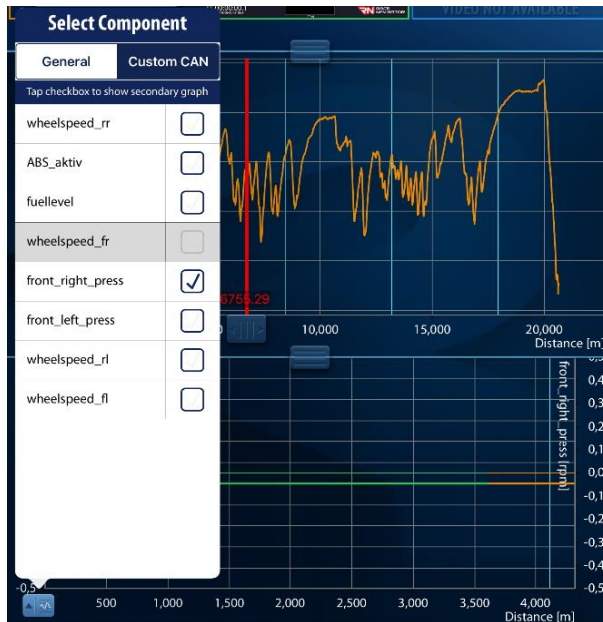 Select Component
General
Custom CAN
Tap checkbox to show secondary graph
wheelspeed_rr
ABS_aktiv
fuellevel
wheelspeed_fr
front_right_press
front_left_press
wheelspeed_rl
wheelspeed_fl
VIDEO NOT AVAILABLE
6755.29
10,000
15,000
20,000
Distance [m]
front_right_press [rpm]
0,4
0,3
0,2
0,1
0,0
-0,1
-0,2
-0,3
-0,4
-0,5
-0,5
500
1,000
1,500
2,000
2,500
3,000
3,500
4,000
Distance [m]